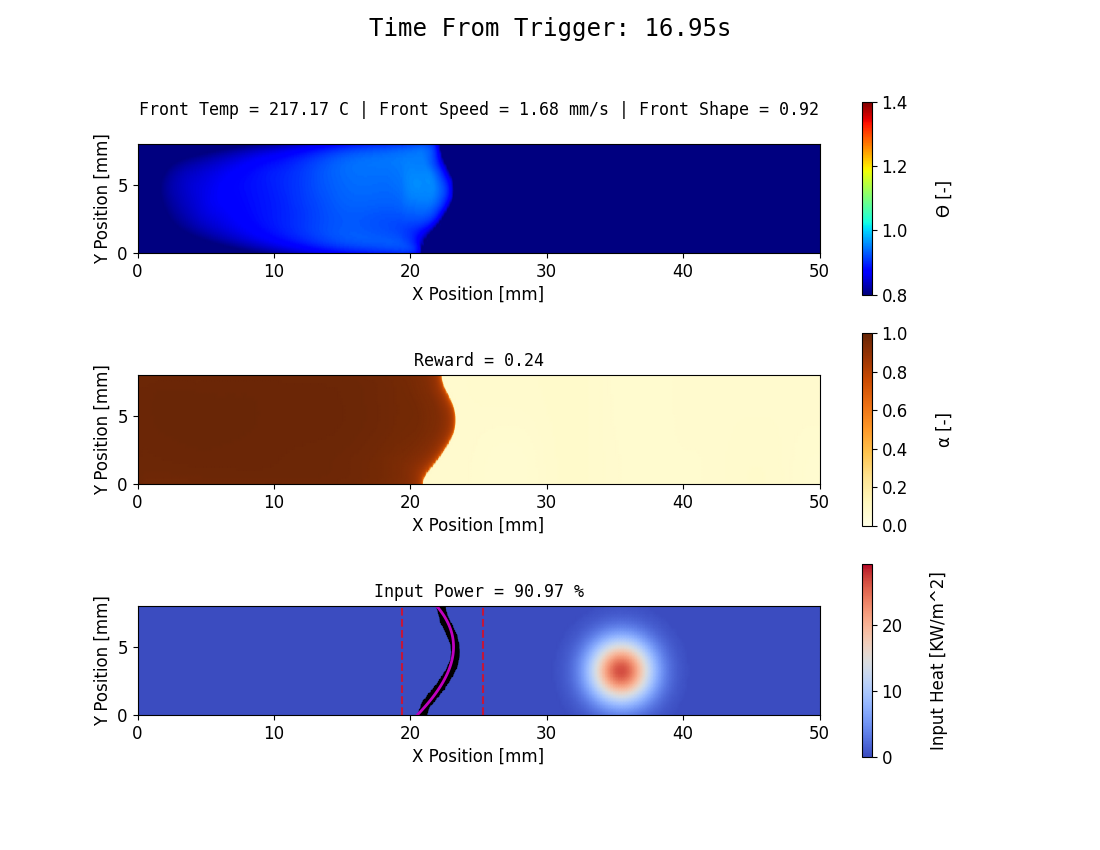 Time From Trigger: 16.95s
Front Temp = 217.17 C | Front Speed = 1.68 mm/s | Front Shape = 0.92
Y Position [mm]
5
0
0 10 20 30 40 50
X Position [mm]
1.4
1.2
1.0
0.8
Θ [-]
Reward = 0.24
Y Position [mm]
5
0
0 10 20 30 40 50
X Position [mm]
1.0
0.8
0.6
0.4
0.2
0.0
α [-]
Input Power = 90.97 %
Y Position [mm]
5
0
0 10 20 30 40 50
X Position [mm]
20
10
0
Input Heat [KW/m^2]